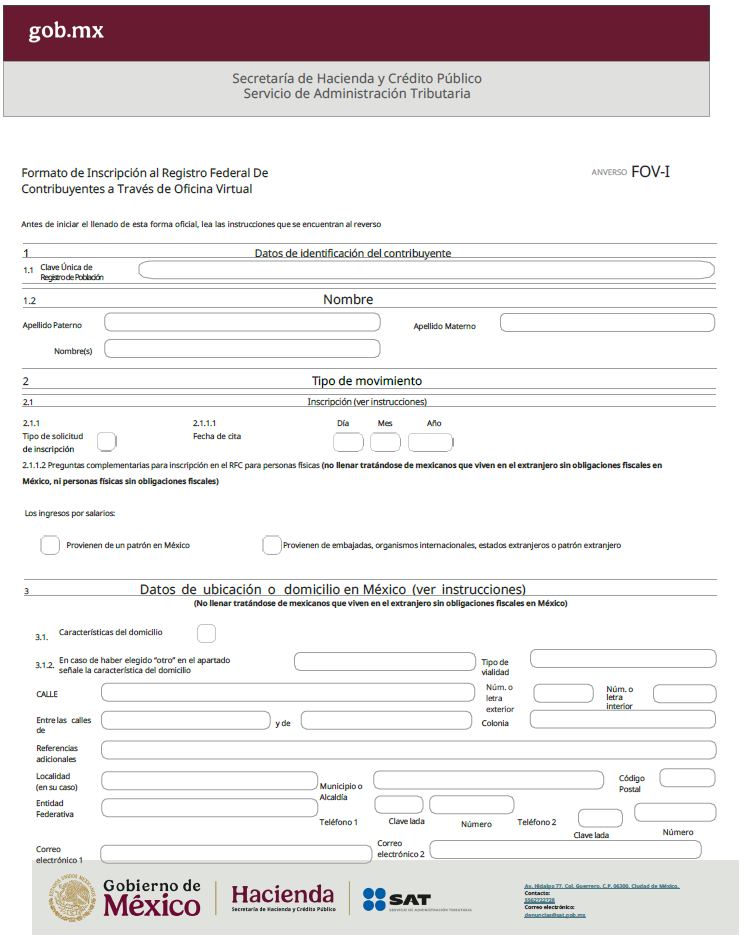 gob.mx
Secretaría de Hacienda y Crédito Público
Servicio de Administración Tributaria
Formato de Inscripción al Registro Federal De
Contribuyentes a Través de Oficina Virtual
ANVERSO FOV-I
Antes de iniciar el llenado de esta forma oficial, lea las instrucciones que se encuentran al reverso
1 Datos de identificación del contribuyente
1.1 Clave Única de
Registro de Población
1.2 Nombre
Apellido Paterno Apellido Materno
Nombre(s)
2 Tipo de movimiento
2.1 Inscripción (ver instrucciones)
2.1.1 2.1.1.1 Día Mes Año
Tipo de solicitud Fecha de cita
de inscripción
2.1.1.2 Preguntas complementarias para inscripción en el RFC para personas físicas (no llenar tratándose de mexicanos que viven en el extranjero sin obligaciones fiscales en
México, ni personas físicas sin obligaciones fiscales)
Los ingresos por salarios:
Provienen de un patrón en México Provienen de embajadas, organismos internacionales, estados extranjeros o patrón extranjero
3 Datos de ubicación o domicilio en México (ver instrucciones)
(No llenar tratándose de mexicanos que viven en el extranjero sin obligaciones fiscales en México)
3.1. Características del domicilio
3.1.2. En caso de haber elegido “otro” en el apartado
señale la característica del domicilio
Tipo de
vialidad
CALLE
Núm. o
letra
exterior
Núm. o
letra
interior
Entre las calles
de
y de
Colonia
Referencias
adicionales
Localidad
(en su caso)
Municipio o
Alcaldía
Código
Postal
Entidad
Federativa
Teléfono 1 Clave lada Número Teléfono 2 Clave lada Número
Correo
electrónico 1
Correo
electrónico 2
Gobierno de
México
Hacienda
Secretaría de Hacienda y Crédito Público
SAT
SERVICIO DE ADMINISTRACIÓN TRIBUTARIA
Av. Hidalgo 77, Col. Guerrero, C.P. 06300, Ciudad de México.
Contacto:
5562722728
Correo electrónico:
denuncias@sat.gob.mx